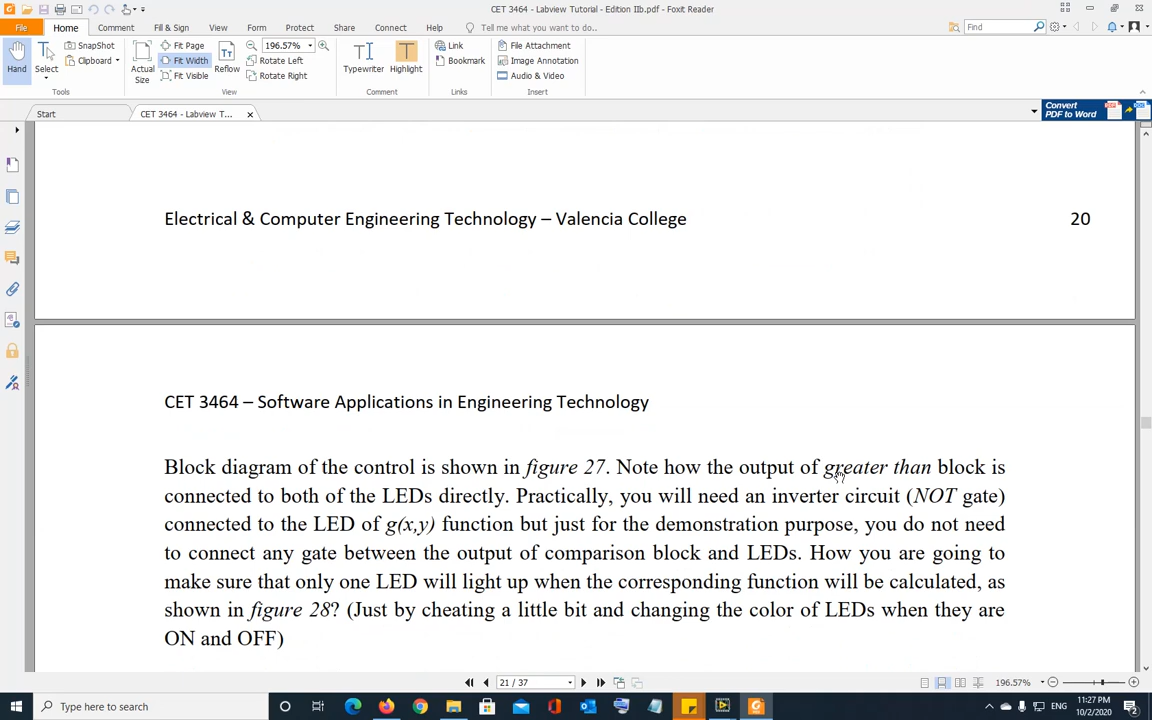 CET 3464 - Labview Tutorial - Edition IIb.pdf - Foxit Reader
File Home Comment Fill & Sign View Form Protect Share Connect Help Tell me what you want to do... Find
Hand Select SnapShot Clipboard Actual Size Fit Page Fit Width Fit Visible Reflow 196.57% Rotate Left Rotate Right Typewriter Highlight Link Bookmark File Attachment Image Annotation Audio & Video
Tools View Comment Links Insert
Start CET 3464 - Labview T... Convert PDF to Word
Electrical & Computer Engineering Technology – Valencia College 20
CET 3464 – Software Applications in Engineering Technology
Block diagram of the control is shown in figure 27. Note how the output of greater than block is
connected to both of the LEDs directly. Practically, you will need an inverter circuit (NOT gate)
connected to the LED of g(x,y) function but just for the demonstration purpose, you do not need
to connect any gate between the output of comparison block and LEDs. How you are going to
make sure that only one LED will light up when the corresponding function will be calculated, as
shown in figure 28? (Just by cheating a little bit and changing the color of LEDs when they are
ON and OFF)
21 / 37 196.57%
Type here to search ENG 11:27 PM 10/2/2020